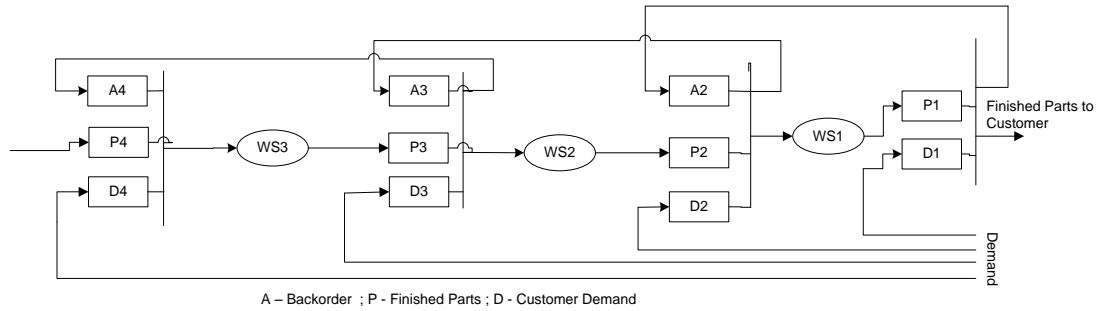 A4
A3
A2
P1
Finished Parts to
Customer
P4
WS3
P3
WS2
P2
WS1
D1
D4
D3
D2
Demand
A – Backorder ; P - Finished Parts ; D - Customer Demand